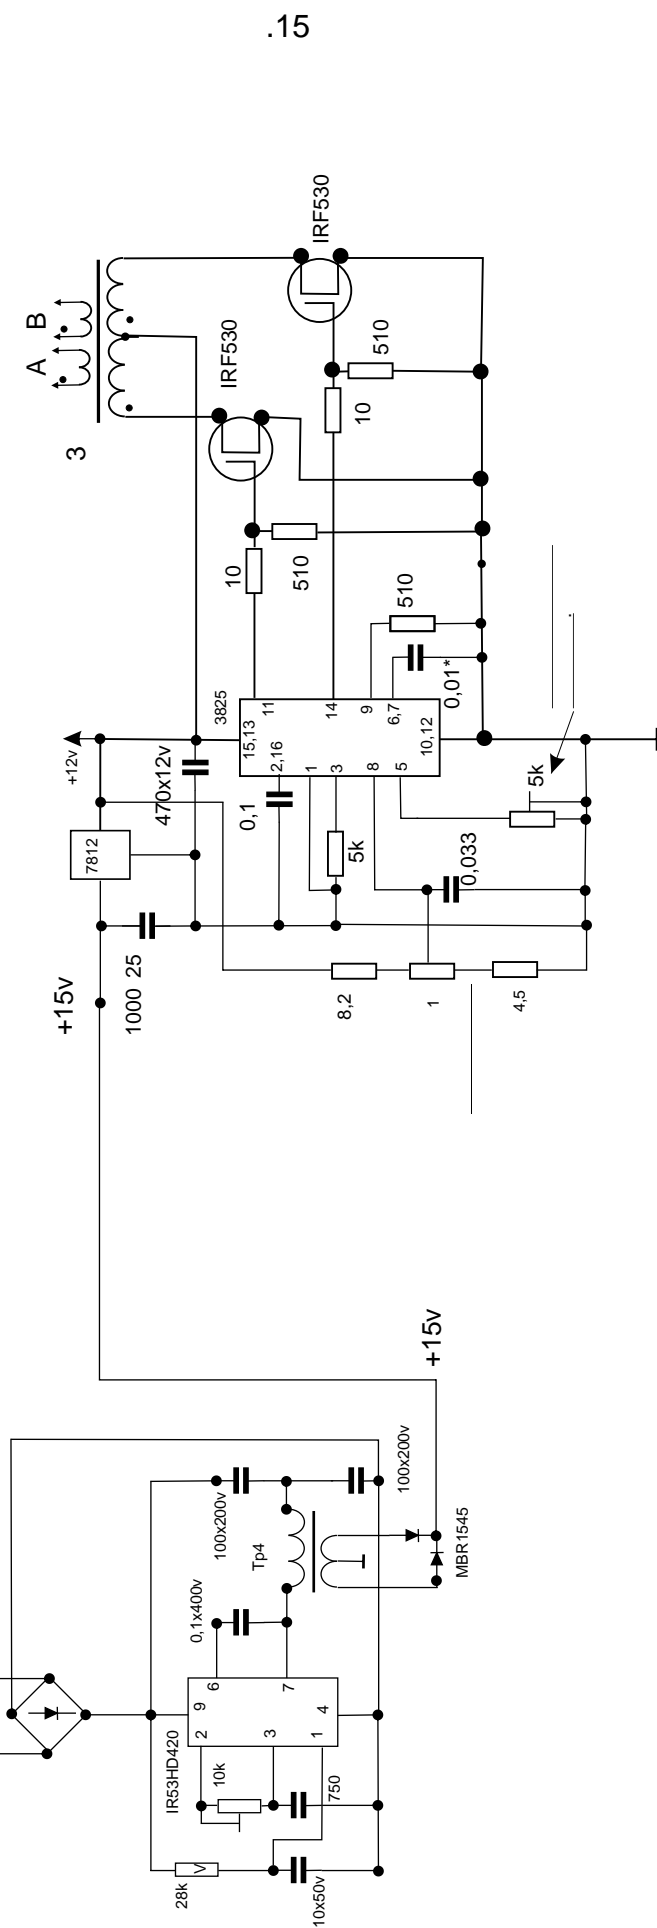 .15
IRF530
B
A
IRF530
510
3
10
10
510
510
3825
11
14
9
6,7
0,01*
15,13
2,16
10,12
+12v
470x12v
1
3
8
5
5k
0,1
7812
5k
0,033
1000 25
+15v
8,2
1
4,5
+15v
100x200v
100x200v
Tp4
MBR1545
0,1x400v
6
7
9
4
IR53HD420
2
3
1
10k
750
28k
V
10x50v